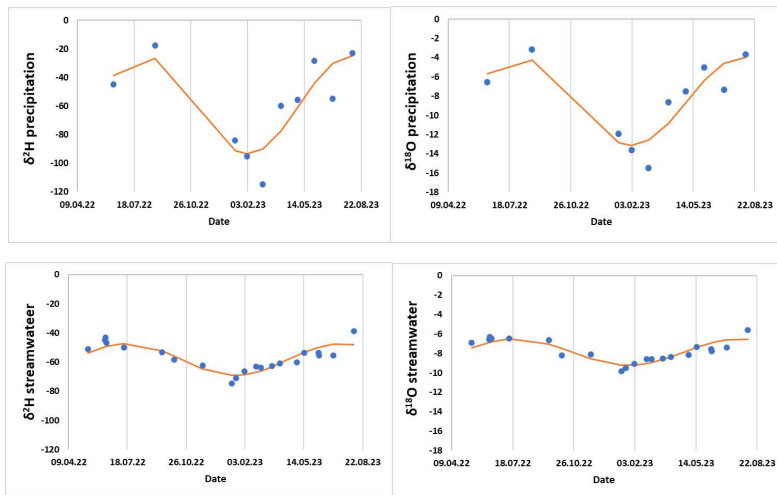 δ²H precipitation
0
-20
-40
-60
-80
-100
-120
09.04.22 18.07.22 26.10.22 03.02.23 14.05.23 22.08.23
Date
δ¹⁸O precipitation
0
-2
-4
-6
-8
-10
-12
-14
-16
-18
09.04.22 18.07.22 26.10.22 03.02.23 14.05.23 22.08.23
Date
δ²H streamwateer
0
-20
-40
-60
-80
-100
-120
09.04.22 18.07.22 26.10.22 03.02.23 14.05.23 22.08.23
Date
δ¹⁸O streamwater
0
-2
-4
-6
-8
-10
-12
-14
-16
-18
09.04.22 18.07.22 26.10.22 03.02.23 14.05.23 22.08.23
Date